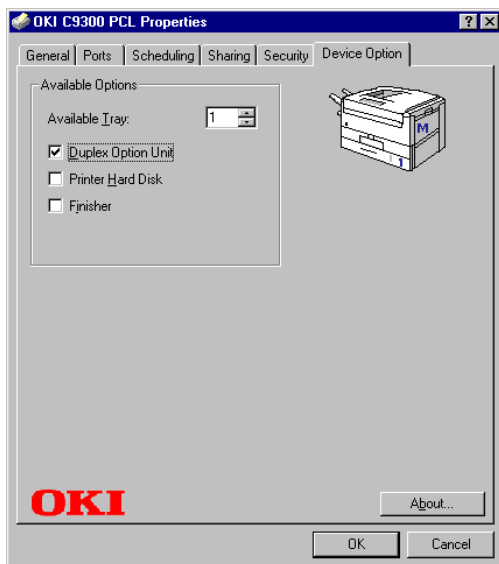 OKI C9300 PCL Properties
General Ports Scheduling Sharing Security Device Option
Available Options
Available Tray: 1
Duplex Option Unit
Printer Hard Disk
Finisher
M
1
OKI
About...
OK Cancel